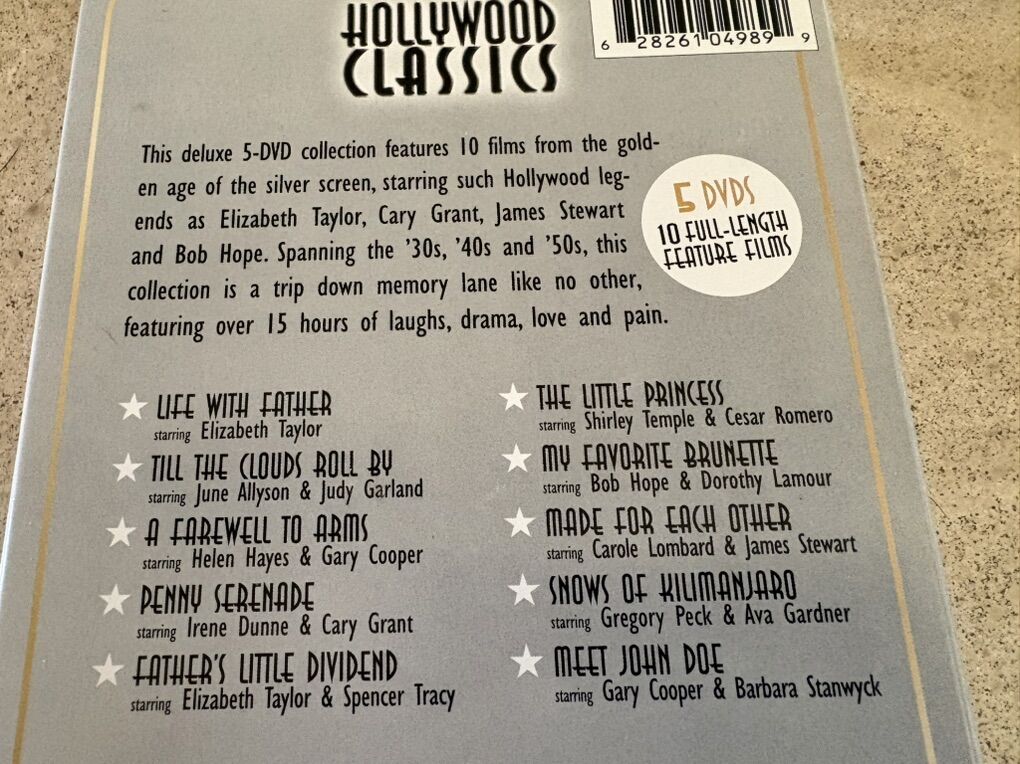 HOLLYWOOD
CLASSICS
6 28261 04989 9
This deluxe 5-DVD collection features 10 films from the gold-
en age of the silver screen, starring such Hollywood leg-
ends as Elizabeth Taylor, Cary Grant, James Stewart
and Bob Hope. Spanning the '30s, '40s and '50s, this
collection is a trip down memory lane like no other,
featuring over 15 hours of laughs, drama, love and pain.
5 DVDS
10 FULL-LENGTH
FEATURE FILMS
LIFE WITH FATHER
starring Elizabeth Taylor
TILL THE CLOUDS ROLL BY
starring June Allyson & Judy Garland
A FAREWELL TO ARMS
starring Helen Hayes & Gary Cooper
PENNY SERENADE
starring Irene Dunne & Cary Grant
FATHER'S LITTLE DIVIDEND
starring Elizabeth Taylor & Spencer Tracy
THE LITTLE PRINCESS
starring Shirley Temple & Cesar Romero
MY FAVORITE BRUNETTE
starring Bob Hope & Dorothy Lamour
MADE FOR EACH OTHER
starring Carole Lombard & James Stewart
SNOWS OF KILIMANJARO
starring Gregory Peck & Ava Gardner
MEET JOHN DOE
starring Gary Cooper & Barbara Stanwyck